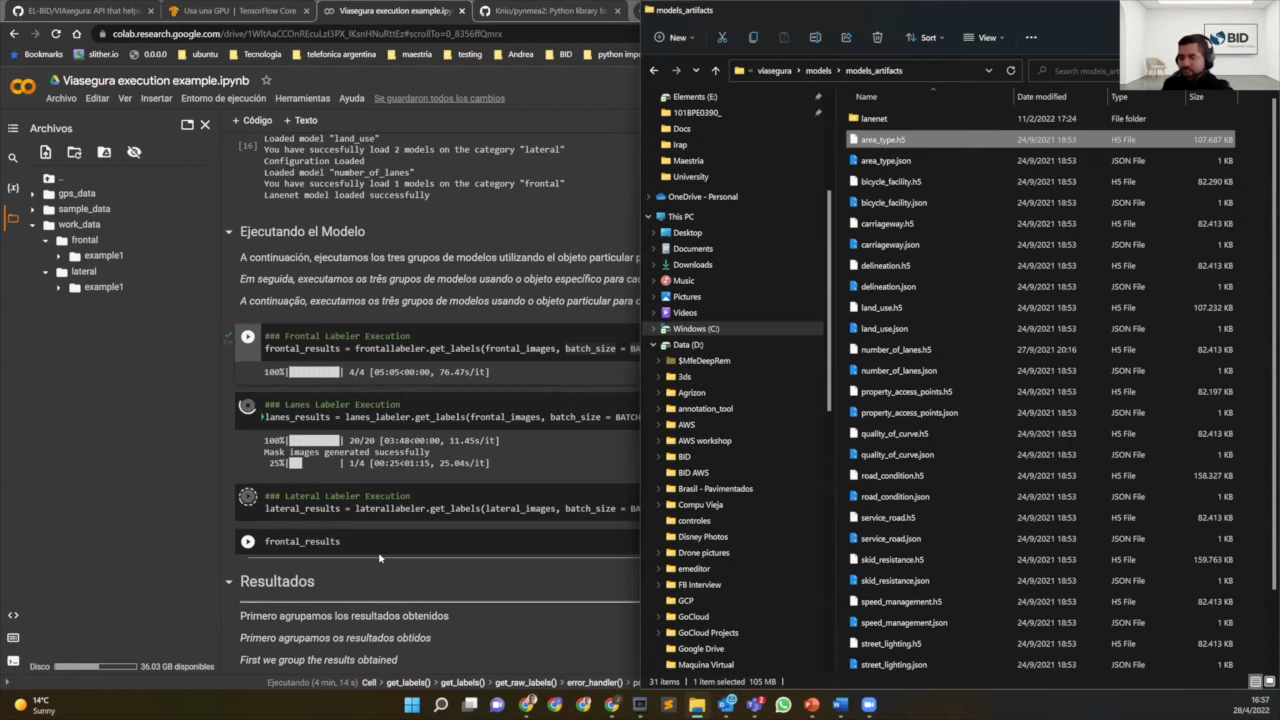 EL-BID/VIAsegura: API that help
Usa una GPU | TensorFlow Core
Viasegura execution example.ipynb
Knio/pynmea2: Python library fo
colab.research.google.com/drive/
Bookmarks
slither.io
0.0.0.0
ubuntu
Tecnologia
telefonica argentina
maestria
testing
Andrea
BID
python impor
Viasegura execution example.ipynb
Archivo
Editar
Ver
Insertar
Entorno de ejecución
Herramientas
Ayuda
Se guardaron todos los cambios
Archivos
+ Código
+ Texto
..
gps_data
sample_data
work_data
frontal
example1
lateral
example1
[16]
Loaded model "land_use"
You have succesfully load 2 models on the category "lateral"
Configuration Loaded
Loaded model "number_of_lanes"
You have succesfully load 1 models on the category "frontal"
Lanenet model loaded successfully
Ejecutando el Modelo
A continuación, ejecutamos los tres grupos de modelos utilizando el objeto particular p
Em seguida, executamos os três grupos de modelos usando o objeto específico para c
A continuação, executamos os três grupos de modelos usando o objeto particular para c
### Frontal Labeler Execution
frontal_results = frontallabeler.get_labels(frontal_images, batch_size = BA
100%| | 4/4 [05:05<00:00, 76.47s/it]
### Lanes Labeler Execution
lanes_results = lanes_labeler.get_labels(frontal_images, batch_size = BATCH
100%| | 20/20 [03:48<00:00, 11.45s/it]
Mask images generated sucessfully
25%| | 1/4 [00:25<01:15, 25.04s/it]
### Lateral Labeler Execution
lateral_results = laterallabeler.get_labels(lateral_images, batch_size = BA
frontal_results
Resultados
Primero agrupamos los resultados obtenidos
Primeiro agrupamos os resultados obtidos
First we group the results obtained
Disco
36.03 GB disponibles
Ejecutando (4 min, 14 s)
Cell
get_labels()
get_labels()
get_raw_labels()
error_handler()
models_artifacts
New
Sort
View
viasegura
models
models_artifacts
Search models_art
BID
Elements (E:)
101BPE0390_
Docs
Irap
Maestria
University
OneDrive - Personal
This PC
Desktop
Documents
Downloads
Music
Pictures
Videos
Windows (C:)
Data (D:)
$MfeDeepRem
3ds
Agrizon
annotation_tool
AWS
AWS workshop
BID
BID AWS
Brasil - Pavimentados
Compu Vieja
controles
Disney Photos
Drone pictures
emeditor
FB Interview
GCP
GoCloud
GoCloud Projects
Google Drive
Maquina Virtual
Name Date modified Type Size
lanenet 11/2/2022 17:24 File folder
area_type.h5 24/9/2021 18:53 H5 File 107.687 KB
area_type.json 24/9/2021 18:53 JSON File 1 KB
bicycle_facility.h5 24/9/2021 18:53 H5 File 82.290 KB
bicycle_facility.json 24/9/2021 18:53 JSON File 1 KB
carriageway.h5 24/9/2021 18:53 H5 File 82.413 KB
carriageway.json 24/9/2021 18:53 JSON File 1 KB
delineation.h5 24/9/2021 18:53 H5 File 82.413 KB
delineation.json 24/9/2021 18:53 JSON File 1 KB
land_use.h5 24/9/2021 18:53 H5 File 107.232 KB
land_use.json 24/9/2021 18:53 JSON File 1 KB
number_of_lanes.h5 27/9/2021 20:16 H5 File 82.413 KB
number_of_lanes.json 24/9/2021 18:53 JSON File 1 KB
property_access_points.h5 24/9/2021 18:53 H5 File 82.197 KB
property_access_points.json 24/9/2021 18:53 JSON File 1 KB
quality_of_curve.h5 24/9/2021 18:53 H5 File 82.413 KB
quality_of_curve.json 24/9/2021 18:53 JSON File 1 KB
road_condition.h5 24/9/2021 18:53 H5 File 158.327 KB
road_condition.json 24/9/2021 18:53 JSON File 1 KB
service_road.h5 24/9/2021 18:53 H5 File 82.413 KB
service_road.json 24/9/2021 18:53 JSON File 1 KB
skid_resistance.h5 24/9/2021 18:53 H5 File 159.763 KB
skid_resistance.json 24/9/2021 18:53 JSON File 1 KB
speed_management.h5 24/9/2021 18:53 H5 File 82.413 KB
speed_management.json 24/9/2021 18:53 JSON File 1 KB
street_lighting.h5 24/9/2021 18:53 H5 File 82.413 KB
street_lighting.json 24/9/2021 18:53 JSON File 1 KB
31 items
1 item selected 105 MB
14°C
Sunny
16:57
28/4/2022